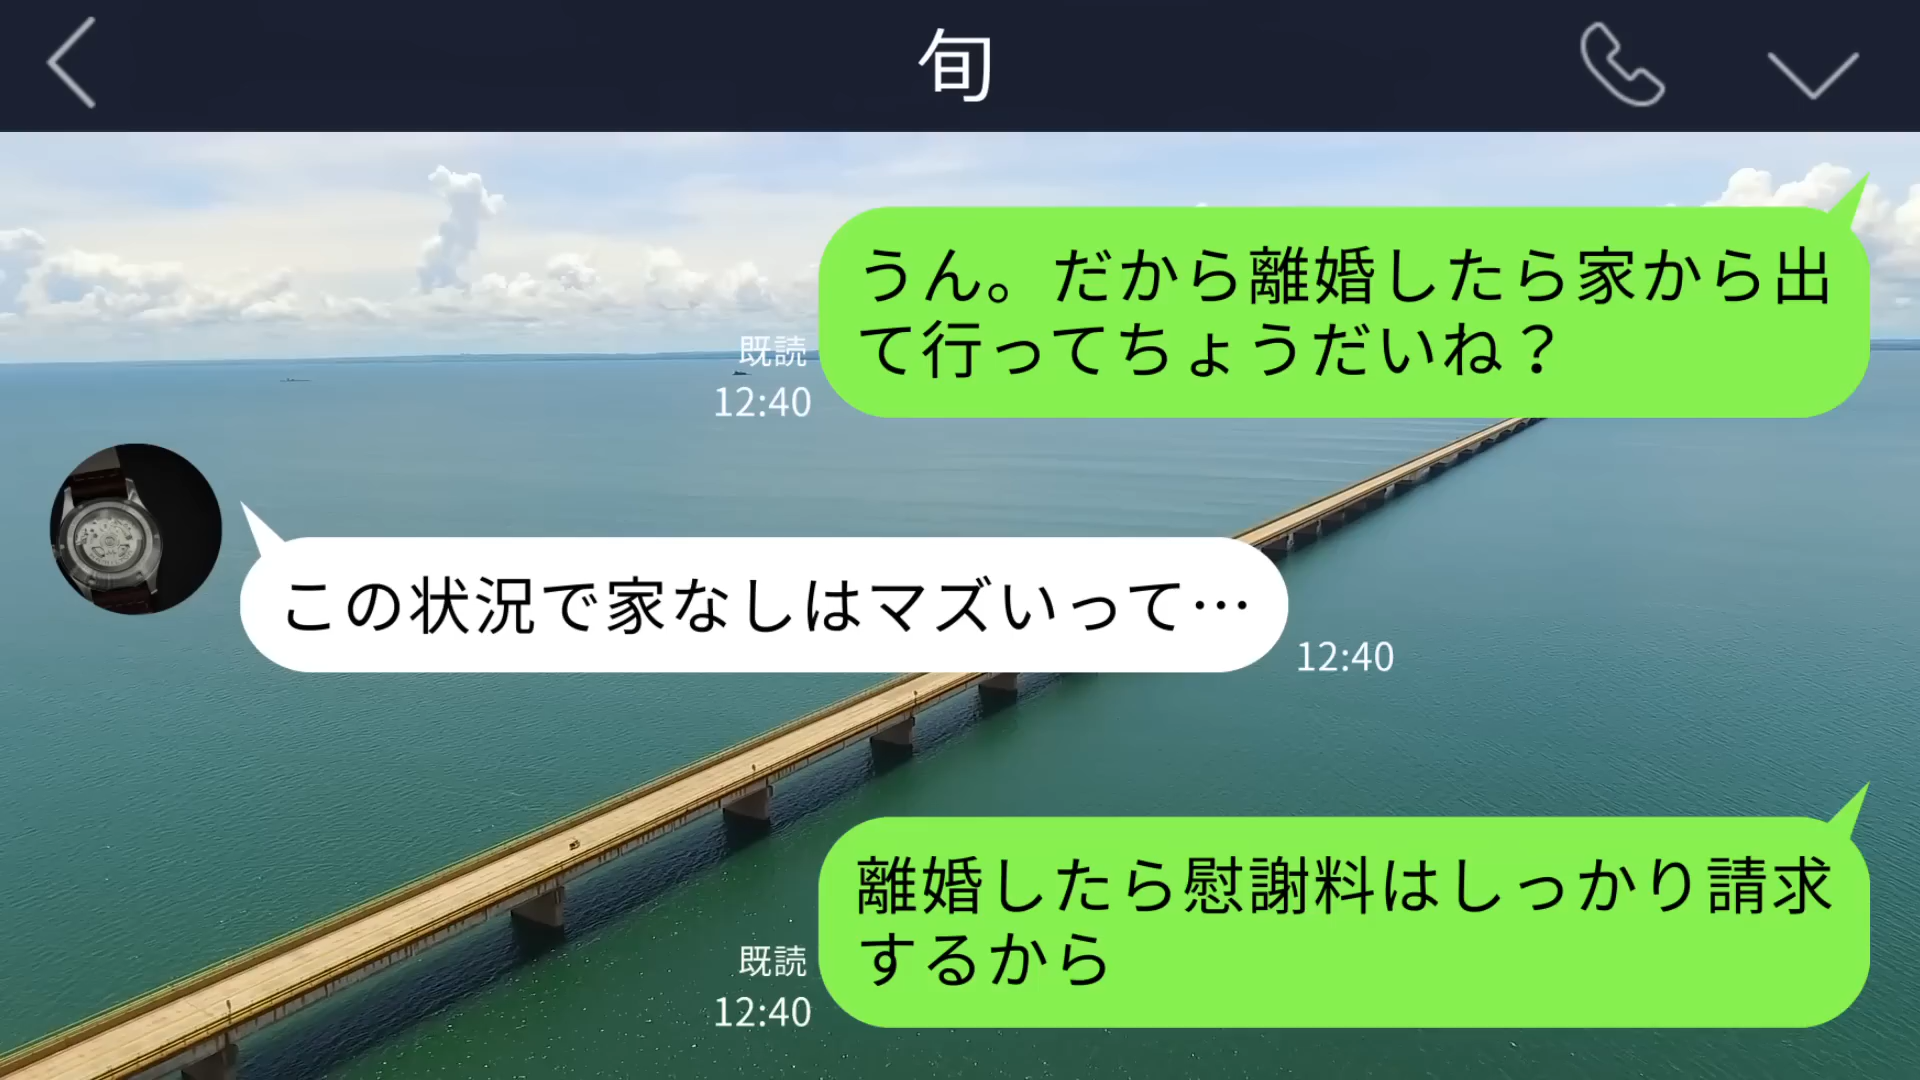 旬
うん。だから離婚したら家から出
て行ってちょうだいね？
既読
12:40
この状況で家なしはマズいって…
12:40
離婚したら慰謝料はしっかり請求
するから
既読
12:40